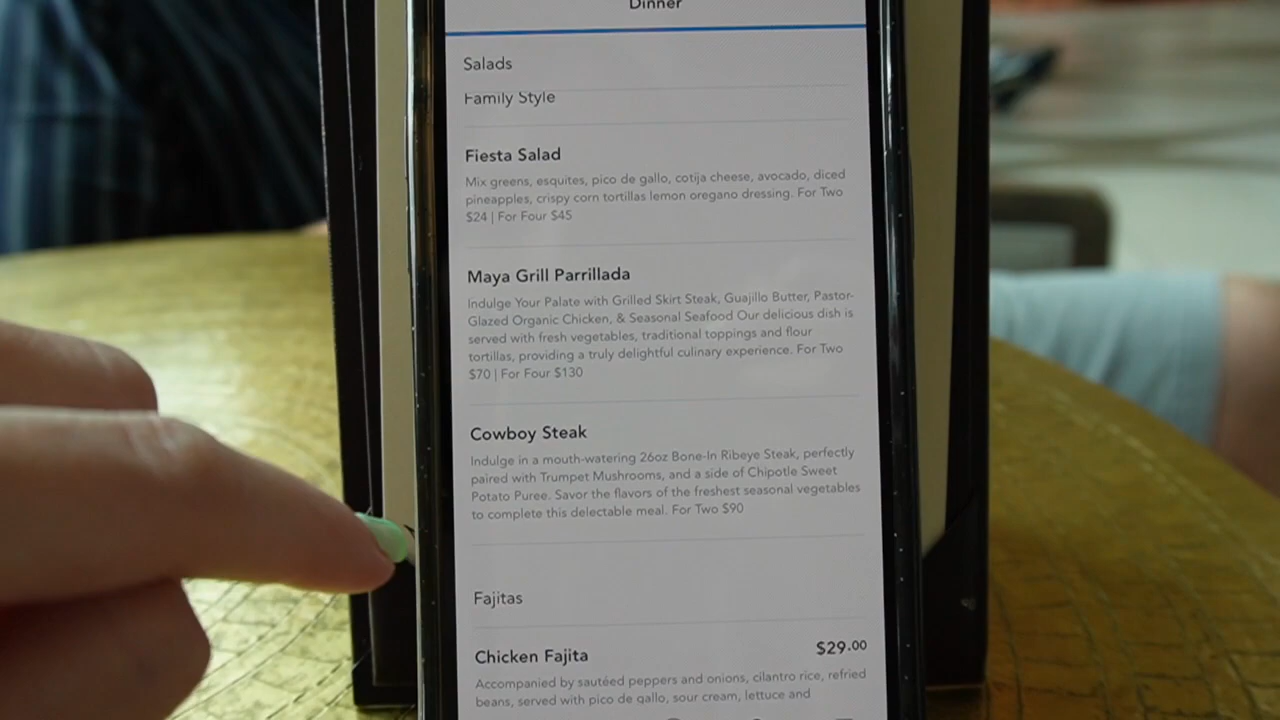 Dinner
Salads
Family Style
Fiesta Salad
Mix greens, esquites, pico de gallo, cotija cheese, avocado, diced
pineapples, crispy corn tortillas lemon oregano dressing. For Two
$24 | For Four $45
Maya Grill Parrillada
Indulge Your Palate with Grilled Skirt Steak, Guajillo Butter, Pastor-
Glazed Organic Chicken, & Seasonal Seafood Our delicious dish is
served with fresh vegetables, traditional toppings and flour
tortillas, providing a truly delightful culinary experience. For Two
$70 | For Four $130
Cowboy Steak
Indulge in a mouth-watering 26oz Bone-In Ribeye Steak, perfectly
paired with Trumpet Mushrooms, and a side of Chipotle Sweet
Potato Puree. Savor the flavors of the freshest seasonal vegetables
to complete this delectable meal. For Two $90
Fajitas
Chicken Fajita $29.00
Accompanied by sautéed peppers and onions, cilantro rice, refried
beans, served with pico de gallo, sour cream, lettuce and